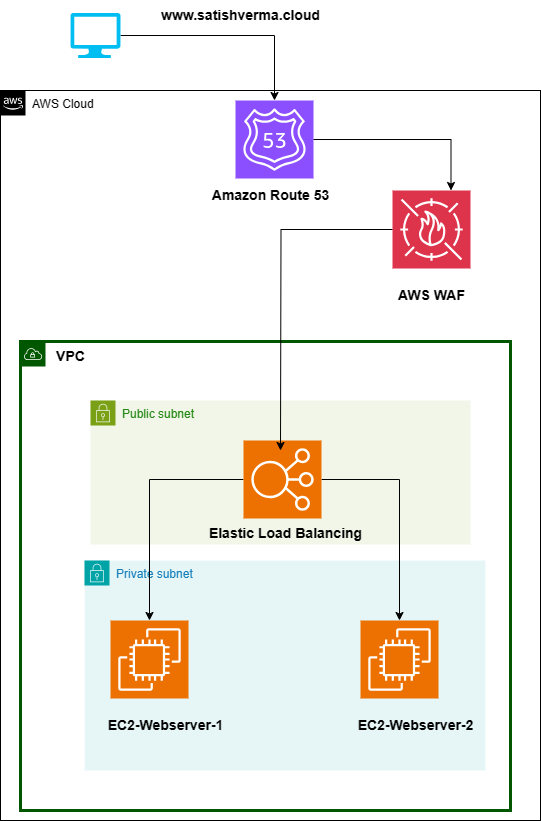 www.satishverma.cloud
aws
AWS Cloud
53
Amazon Route 53
AWS WAF
VPC
Public subnet
Elastic Load Balancing
Private subnet
EC2-Webserver-1
EC2-Webserver-2